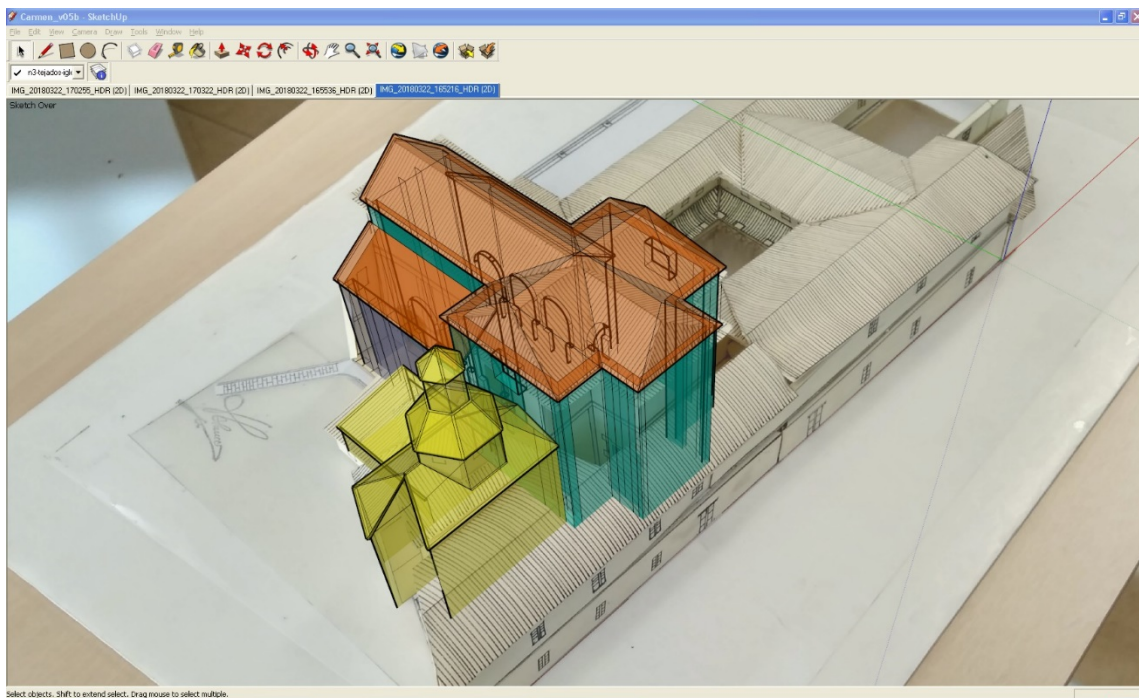 Carmen_v05b - SketchUp
File Edit View Camera Draw Tools Window Help
n3-tejados-igl
IMG_20180322_170255_HDR (2D) IMG_20180322_170322_HDR (2D) IMG_20180322_165536_HDR (2D) IMG_20180322_165216_HDR (2D)
Sketch Over
Select objects. Shift to extend select. Drag mouse to select multiple.